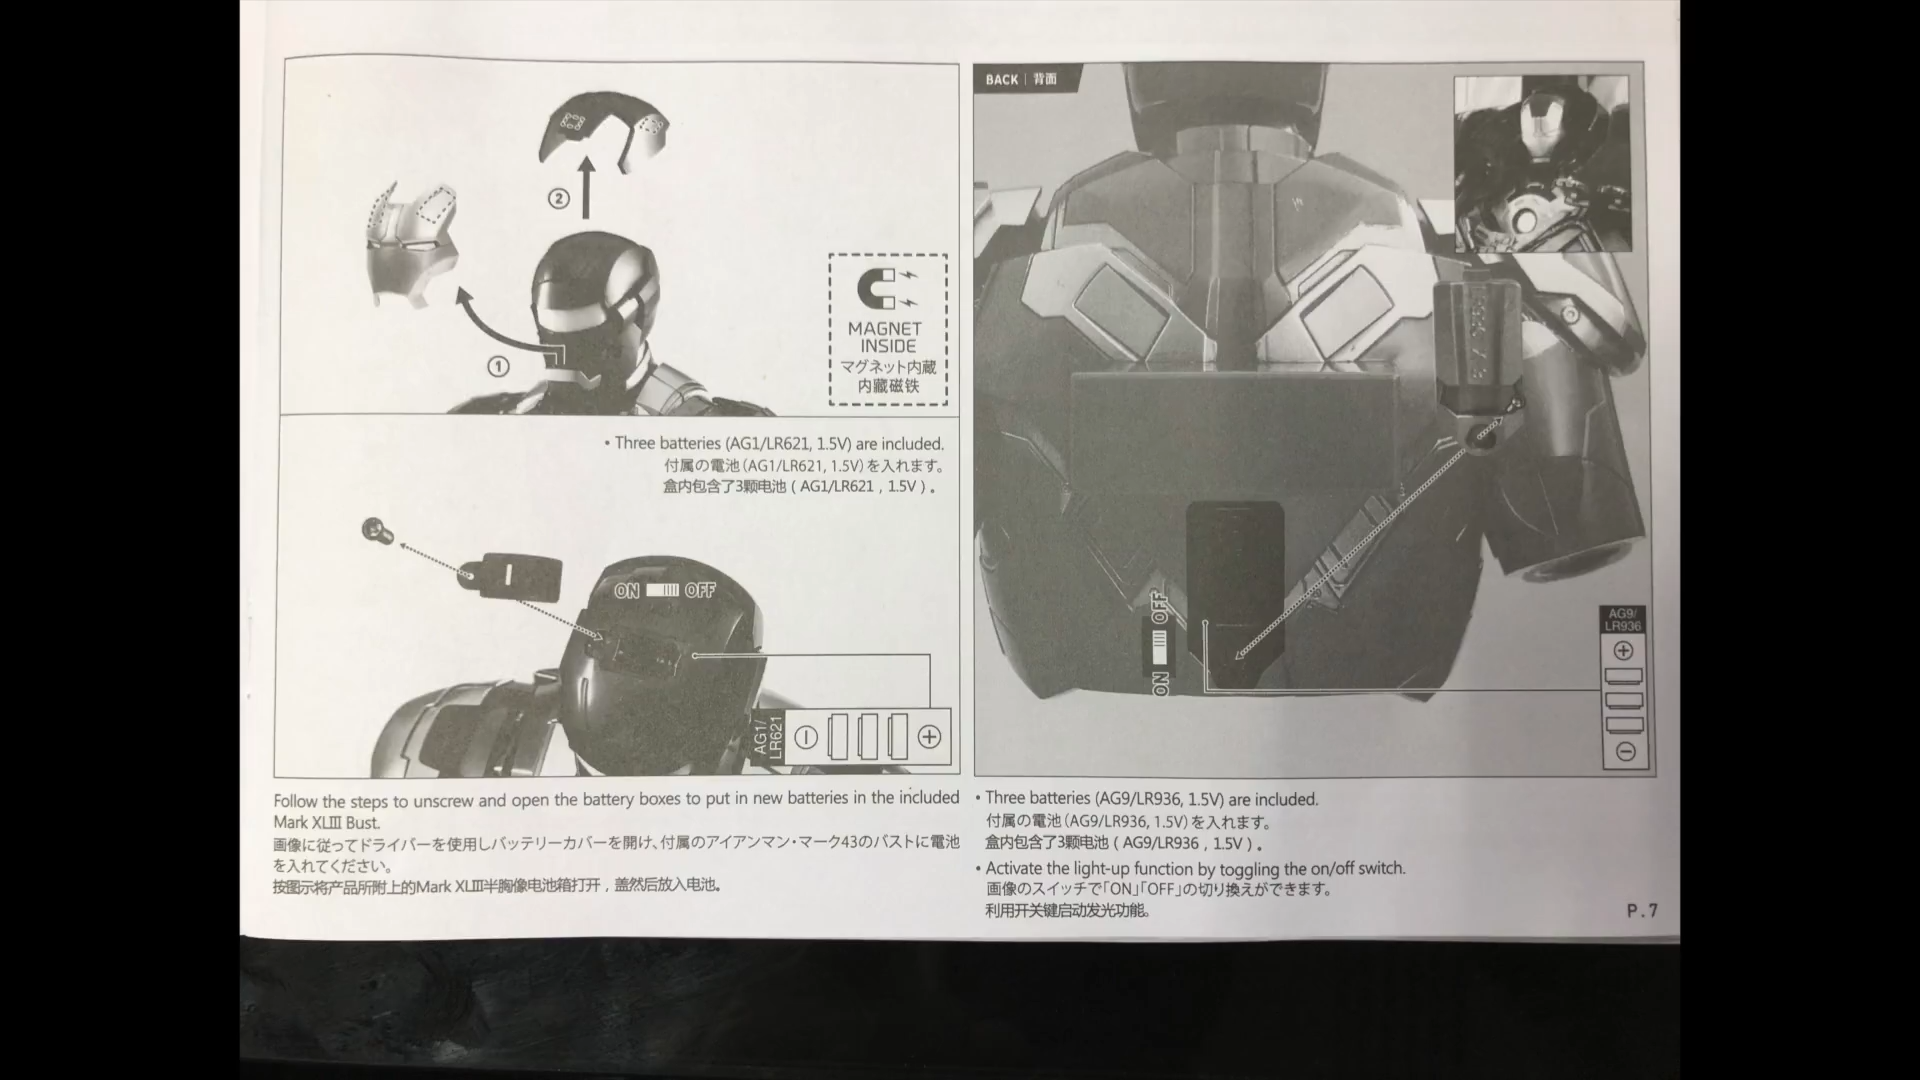 ②
①
MAGNET
INSIDE
マグネット内蔵
内藏磁铁
• Three batteries (AG1/LR621, 1.5V) are included.
付属の電池(AG1/LR621, 1.5V)を入れます。
盒内包含了3颗电池(AG1/LR621,1.5V)。
ON OFF
AG1/
LR621
Follow the steps to unscrew and open the battery boxes to put in new batteries in the included
Mark XLIII Bust.
画像に従ってドライバーを使用しバッテリーカバーを開け、付属のアイアンマン・マーク43のバストに電池
を入れてください。
按图示将产品所附上的Mark XLIII半胸像电池箱打开,盖然后放入电池。
BACK | 背面
ON OFF
AG9/
LR936
• Three batteries (AG9/LR936, 1.5V) are included.
付属の電池(AG9/LR936, 1.5V)を入れます。
盒内包含了3颗电池(AG9/LR936,1.5V)。
• Activate the light-up function by toggling the on/off switch.
画像のスイッチで「ON」「OFF」の切り換えができます。
利用开关键启动发光功能。
P.7